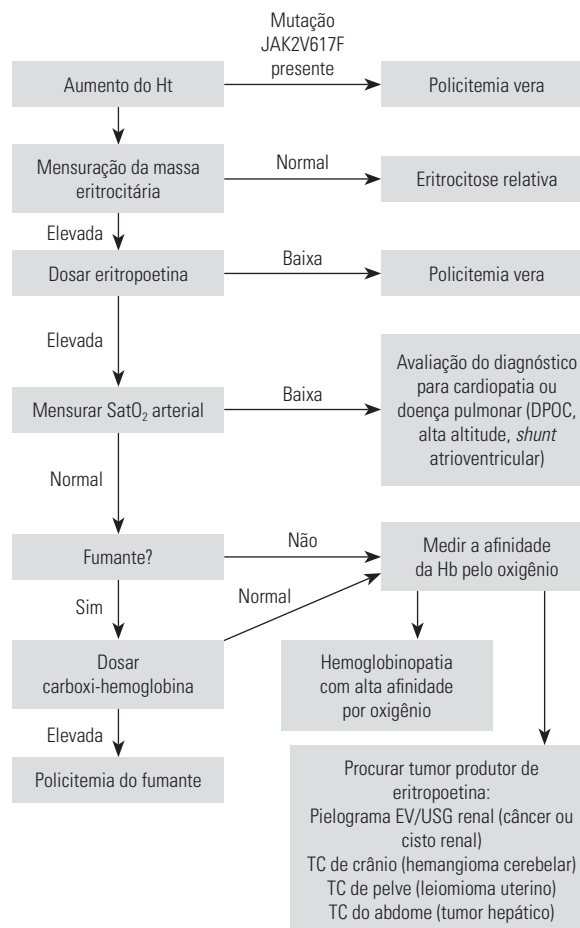 Mutação
JAK2V617F
presente
Aumento do Ht
Policitemia vera
Mensuração da massa
eritrocitária
Normal
Eritrocitose relativa
Elevada
Dosar eritropoetina
Baixa
Policitemia vera
Elevada
Mensurar SatO₂ arterial
Baixa
Avaliação do diagnóstico
para cardiopatia ou
doença pulmonar (DPOC,
alta altitude, shunt
atrioventricular)
Normal
Fumante?
Não
Medir a afinidade
da Hb pelo oxigênio
Sim
Normal
Dosar
carboxi-hemoglobina
Hemoglobinopatia
com alta afinidade
por oxigênio
Elevada
Policitemia do fumante
Procurar tumor produtor de
eritropoetina:
Pielograma EV/USG renal (câncer ou
cisto renal)
TC de crânio (hemangioma cerebelar)
TC de pelve (leiomioma uterino)
TC do abdome (tumor hepático)